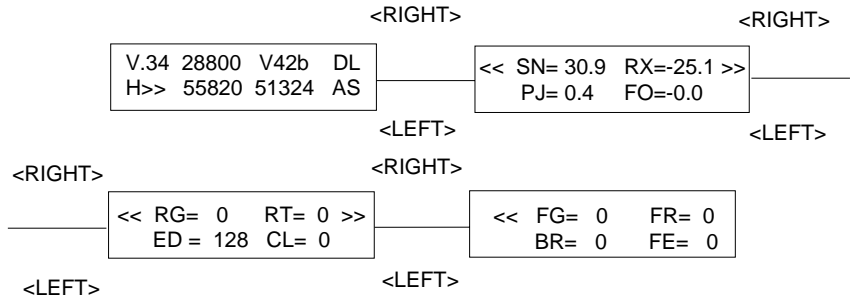 <RIGHT>
<RIGHT>
V.34 28800 V42b DL
H>> 55820 51324 AS
<< SN= 30.9 RX=-25.1 >>
PJ= 0.4 FO=-0.0
<LEFT>
<LEFT>
<RIGHT>
<RIGHT>
<< RG= 0 RT= 0 >>
ED = 128 CL= 0
<< FG= 0 FR= 0
BR= 0 FE= 0
<LEFT>
<LEFT>